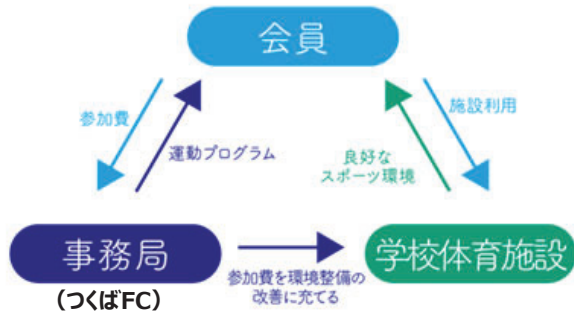 会員
参加費
運動プログラム
施設利用
良好な
スポーツ環境
事務局
(つくばFC)
参加費を環境整備の
改善に充てる
学校体育施設